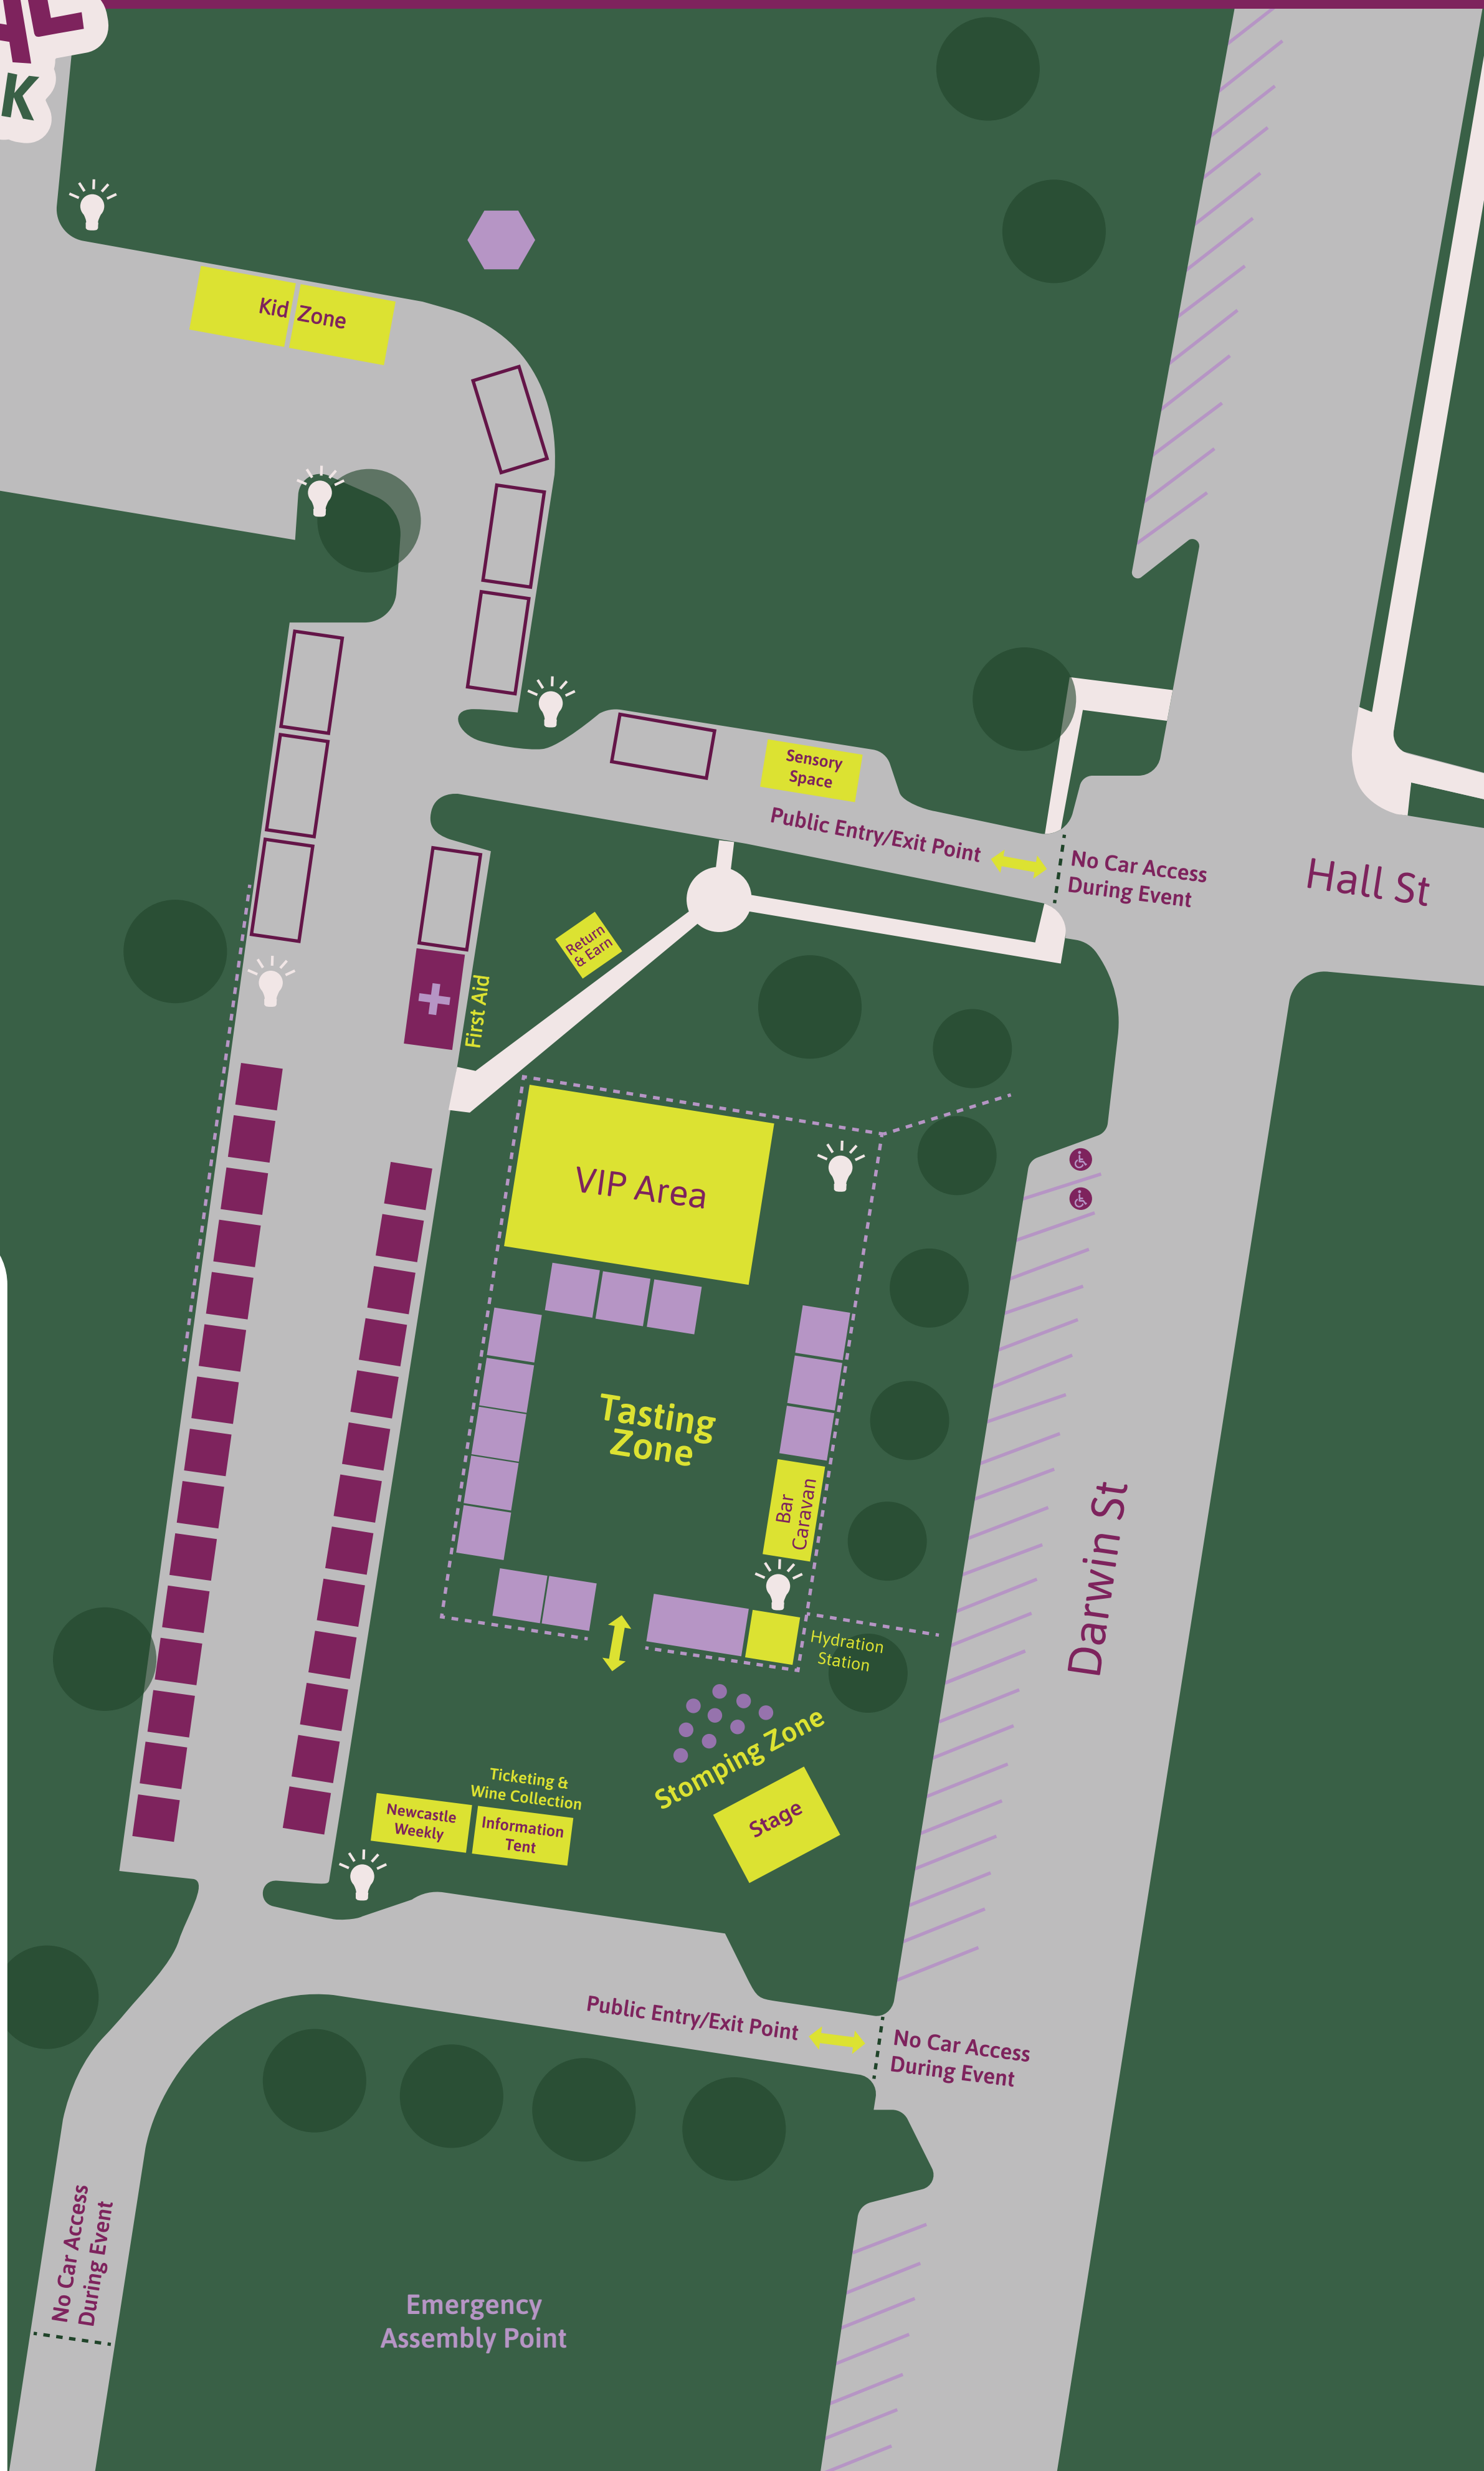 k
Kid Zone
Sensory
Space
Public Entry/Exit Point
No Car Access
During Event
Hall St
Return
& Earn
First Aid
VIP Area
Tasting
Zone
Bar
Caravan
Darwin St
Hydration
Station
Stomping Zone
Stage
Ticketing &
Wine Collection
Newcastle
Weekly
Information
Tent
Public Entry/Exit Point
No Car Access
During Event
No Car Access
During Event
Emergency
Assembly Point